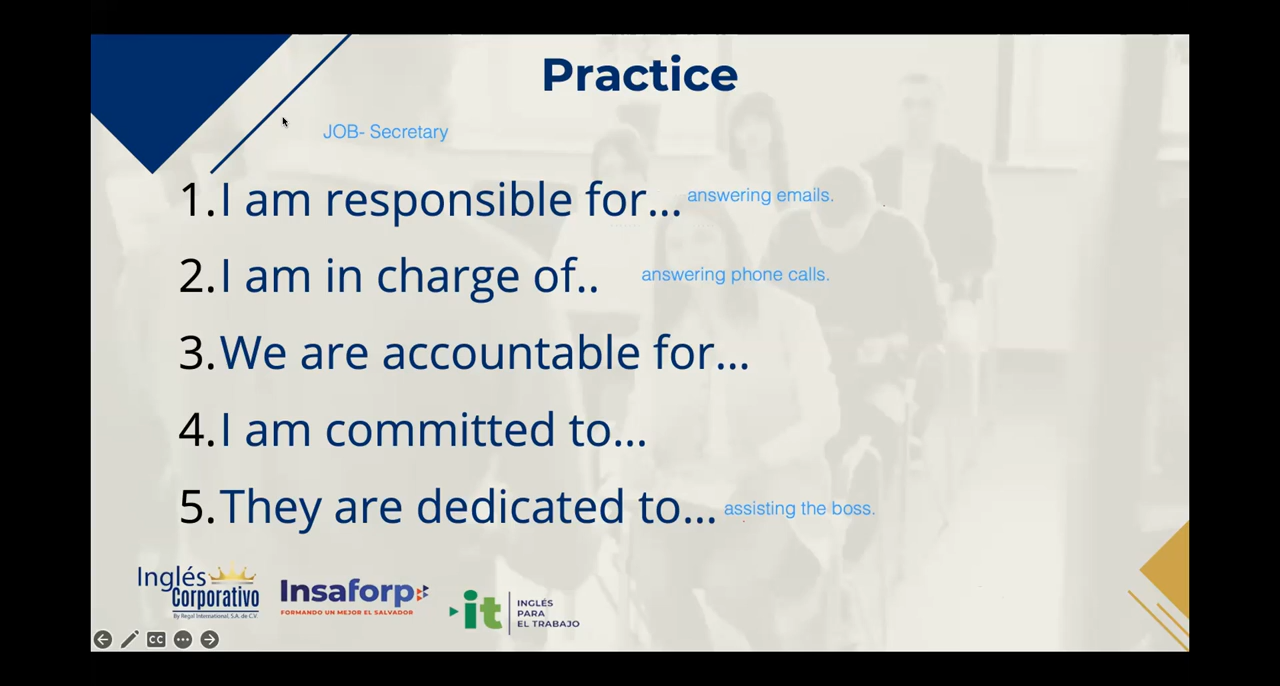 Practice
JOB- Secretary
1.I am responsible for... answering emails.
2.I am in charge of.. answering phone calls.
3.We are accountable for...
4.I am committed to...
5.They are dedicated to... assisting the boss.
Inglés
Corporativo
By Regal International, S.A. de C.V.
Insaforp
FORMANDO UN MEJOR EL SALVADOR
it
INGLÉS
PARA
EL TRABAJO
CC